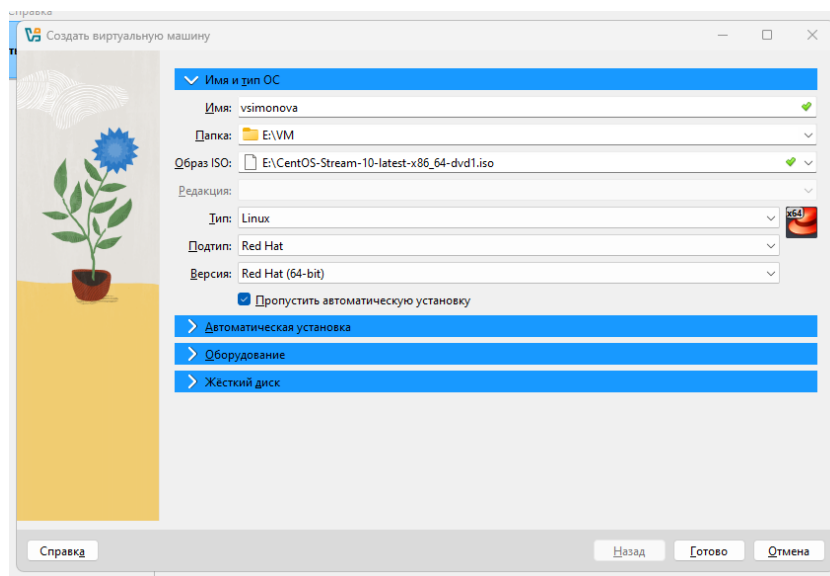 Справка
Создать виртуальную машину
Имя и тип ОС
Имя: vsimonova
Папка: E:\VM
Образ ISO: E:\CentOS-Stream-10-latest-x86_64-dvd1.iso
Редакция:
Тип: Linux
x64
Подтип: Red Hat
Версия: Red Hat (64-bit)
Пропустить автоматическую установку
Автоматическая установка
Оборудование
Жёсткий диск
Справка
Назад
Готово
Отмена